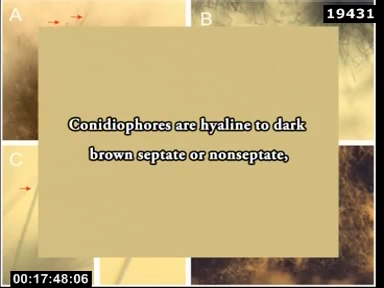 A
B
19431
Conidiophores are hyaline to dark
brown septate or nonseptate,
C
00:17:48:06